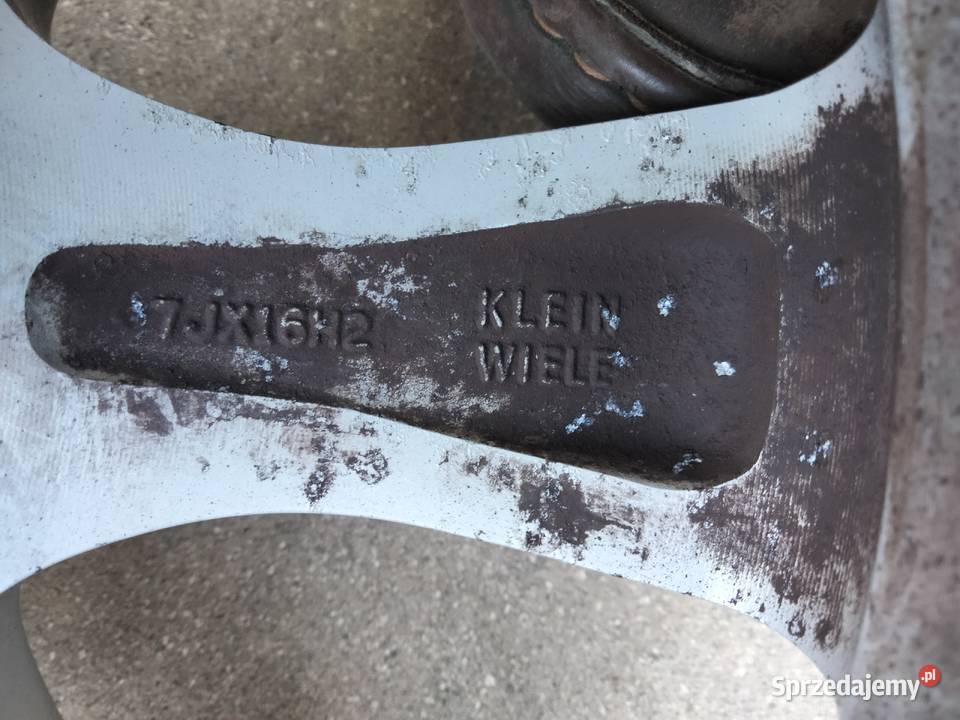 7JX16H2
KLEIN
WIELE
Sprzedajemy.pl